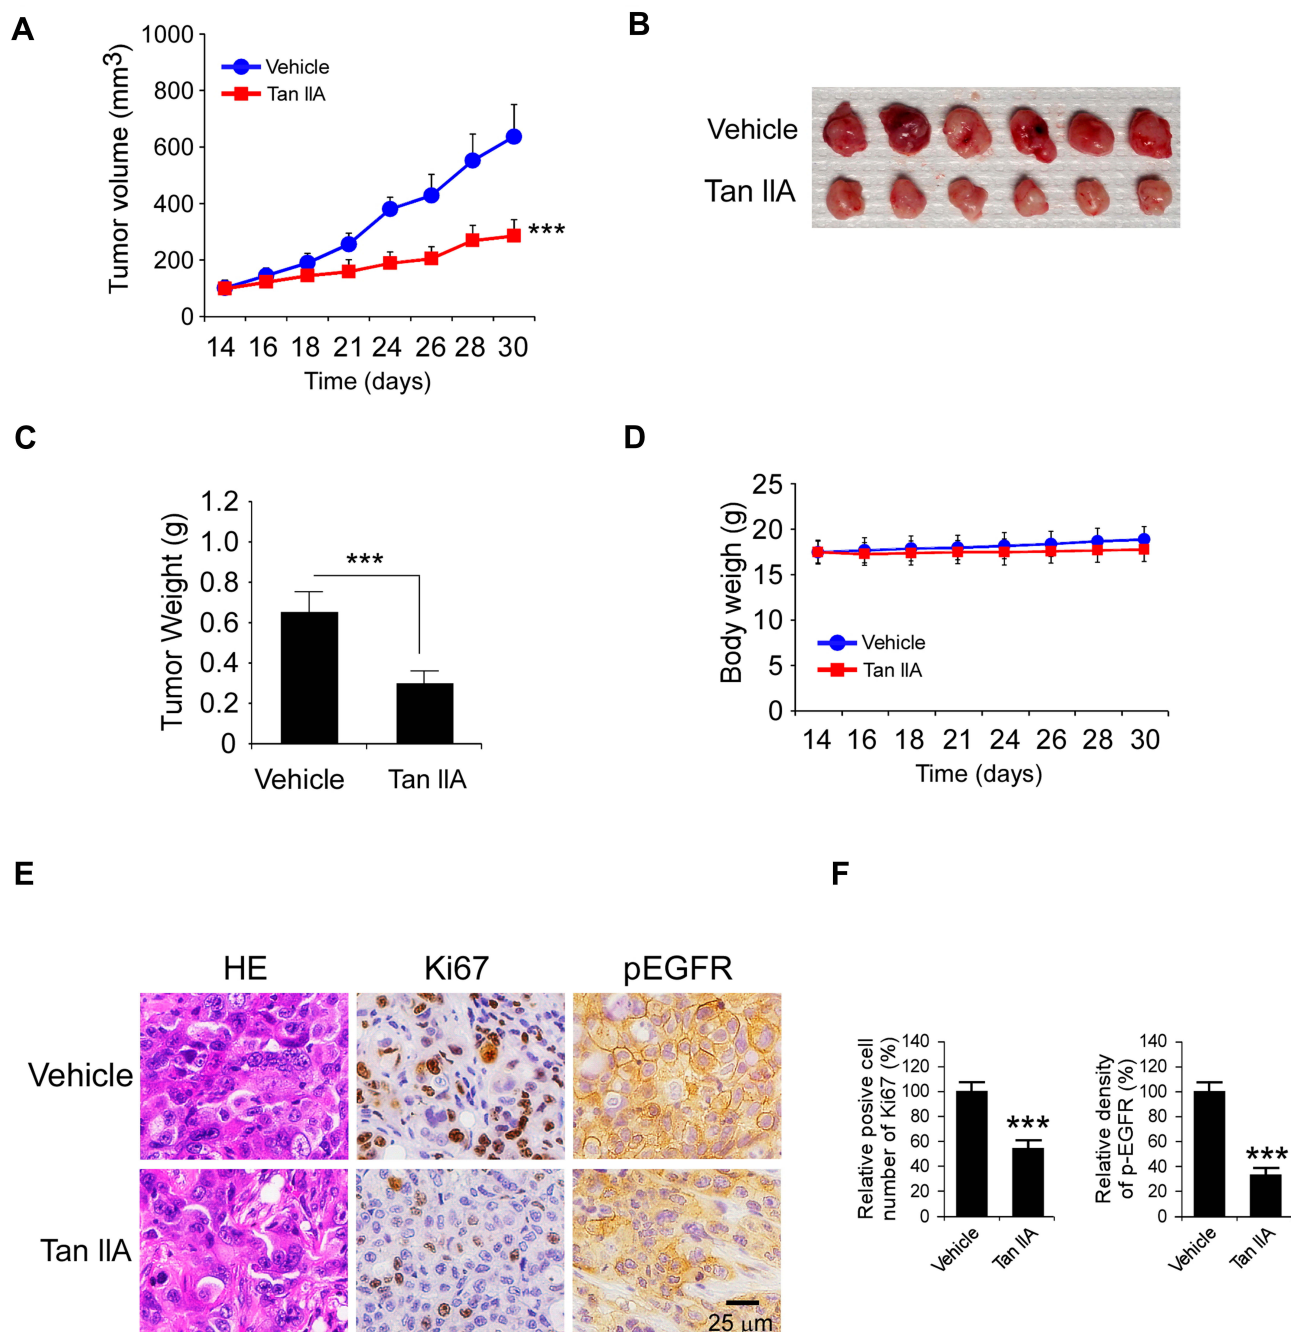 A
1000
800
600
400
200
0
Tumor volume (mm3)
Vehicle
Tan IIA
***
14 16 18 21 24 26 28 30
Time (days)
B
Vehicle
Tan IIA
C
1.2
1.0
0.8
0.6
0.4
0.2
0
Tumor Weight (g)
***
Vehicle Tan IIA
D
25
20
15
10
5
0
Body weigh (g)
Vehicle
Tan IIA
14 16 18 21 24 26 28 30
Time (days)
E
HE Ki67 pEGFR
Vehicle
Tan IIA
25 µm
F
Relative posive cell
number of Ki67 (%)
140
120
100
80
60
40
20
0
***
Vehicle
Tan IIA
Relative density
of p-EGFR (%)
140
120
100
80
60
40
20
0
***
Vehicle
Tan IIA